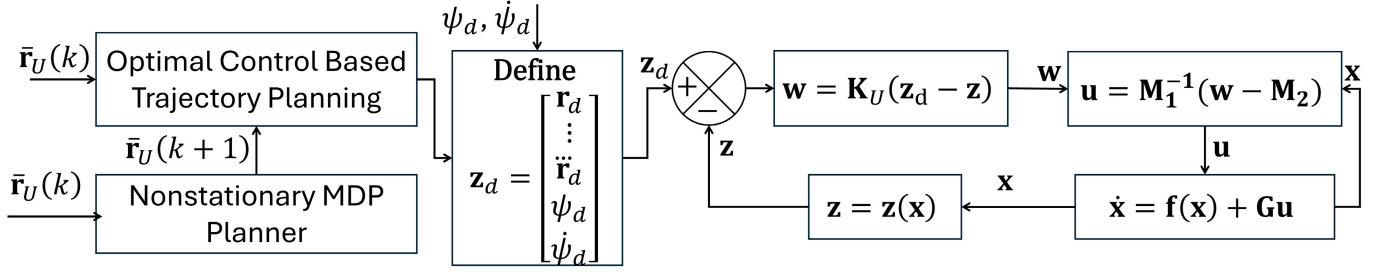 ψ_d, ψ̇_d
r̄_U(k)
Optimal Control Based
Trajectory Planning
r̄_U(k + 1)
r̄_U(k)
Nonstationary MDP
Planner
Define
z_d = [r_d ⋮ r⃛_d ψ_d ψ̇_d]
z_d
+
−
z
w = K_U(z_d − z)
w
u = M_1^{−1}(w − M_2)
x
u
ẋ = f(x) + Gu
x
z = z(x)